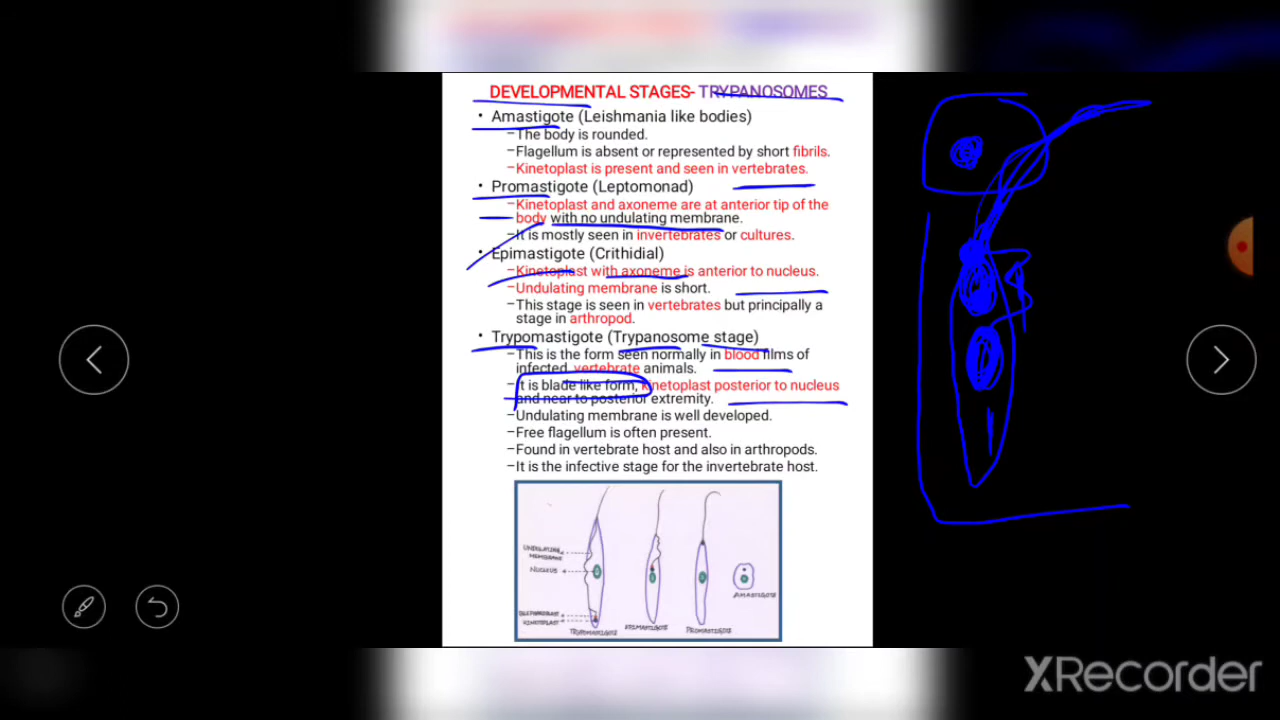 DEVELOPMENTAL STAGES- TRYPANOSOMES
• Amastigote (Leishmania like bodies)
–The body is rounded.
–Flagellum is absent or represented by short fibrils.
–Kinetoplast is present and seen in vertebrates.
• Promastigote (Leptomonad)
–Kinetoplast and axoneme are at anterior tip of the
body with no undulating membrane.
–It is mostly seen in invertebrates or cultures.
• Epimastigote (Crithidial)
–Kinetoplast with axoneme is anterior to nucleus.
–Undulating membrane is short.
–This stage is seen in vertebrates but principally a
stage in arthropod.
• Trypomastigote (Trypanosome stage)
–This is the form seen normally in blood films of
infected vertebrate animals.
–It is blade like form, kinetoplast posterior to nucleus
and near to posterior extremity.
–Undulating membrane is well developed.
–Free flagellum is often present.
–Found in vertebrate host and also in arthropods.
–It is the infective stage for the invertebrate host.
UNDULATING
MEMBRANE
NUCLEUS
KINETOPLAST
TRYPOMASTIGOTE
EPIMASTIGOTE
PROMASTIGOTE
AMASTIGOTE
XRecorder